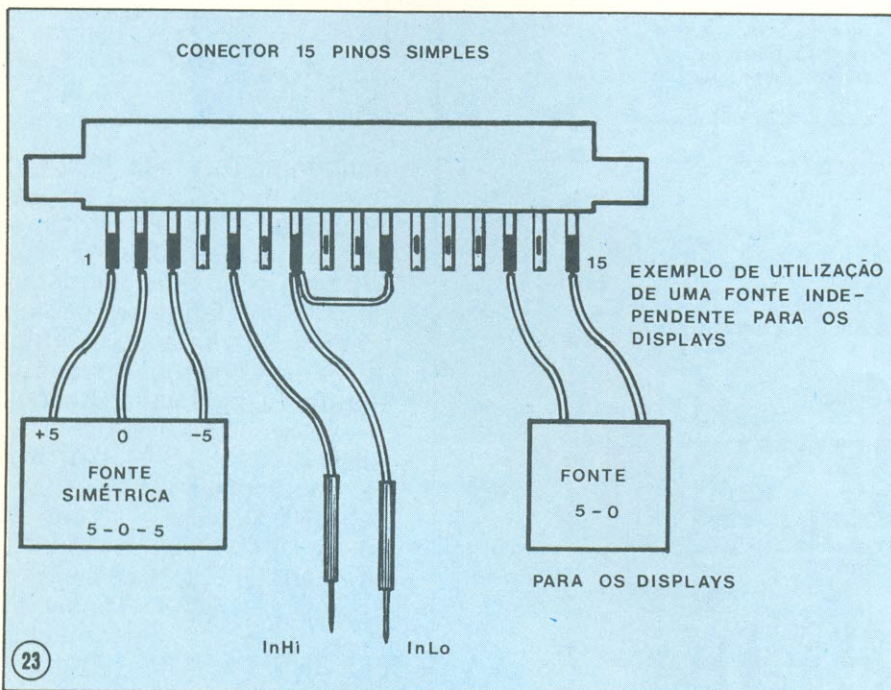 CONECTOR 15 PINOS SIMPLES
1
15
EXEMPLO DE UTILIZAÇÃO
DE UMA FONTE INDE-
PENDENTE PARA OS
DISPLAYS
+5 0 -5
FONTE
SIMÉTRICA
5-0-5
FONTE
5-0
PARA OS DISPLAYS
InHi
InLo
23